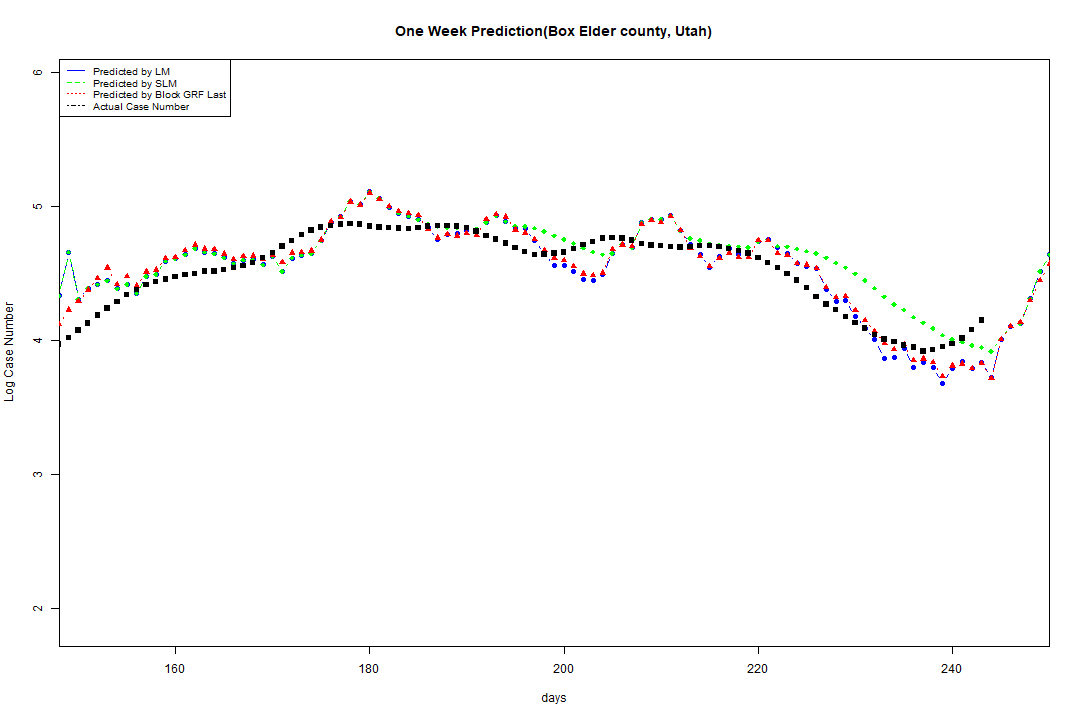 One Week Prediction(Box Elder county, Utah)
Predicted by LM
Predicted by SLM
Predicted by Block GRF Last
Actual Case Number
6
5
4
3
2
Log Case Number
160 180 200 220 240
days